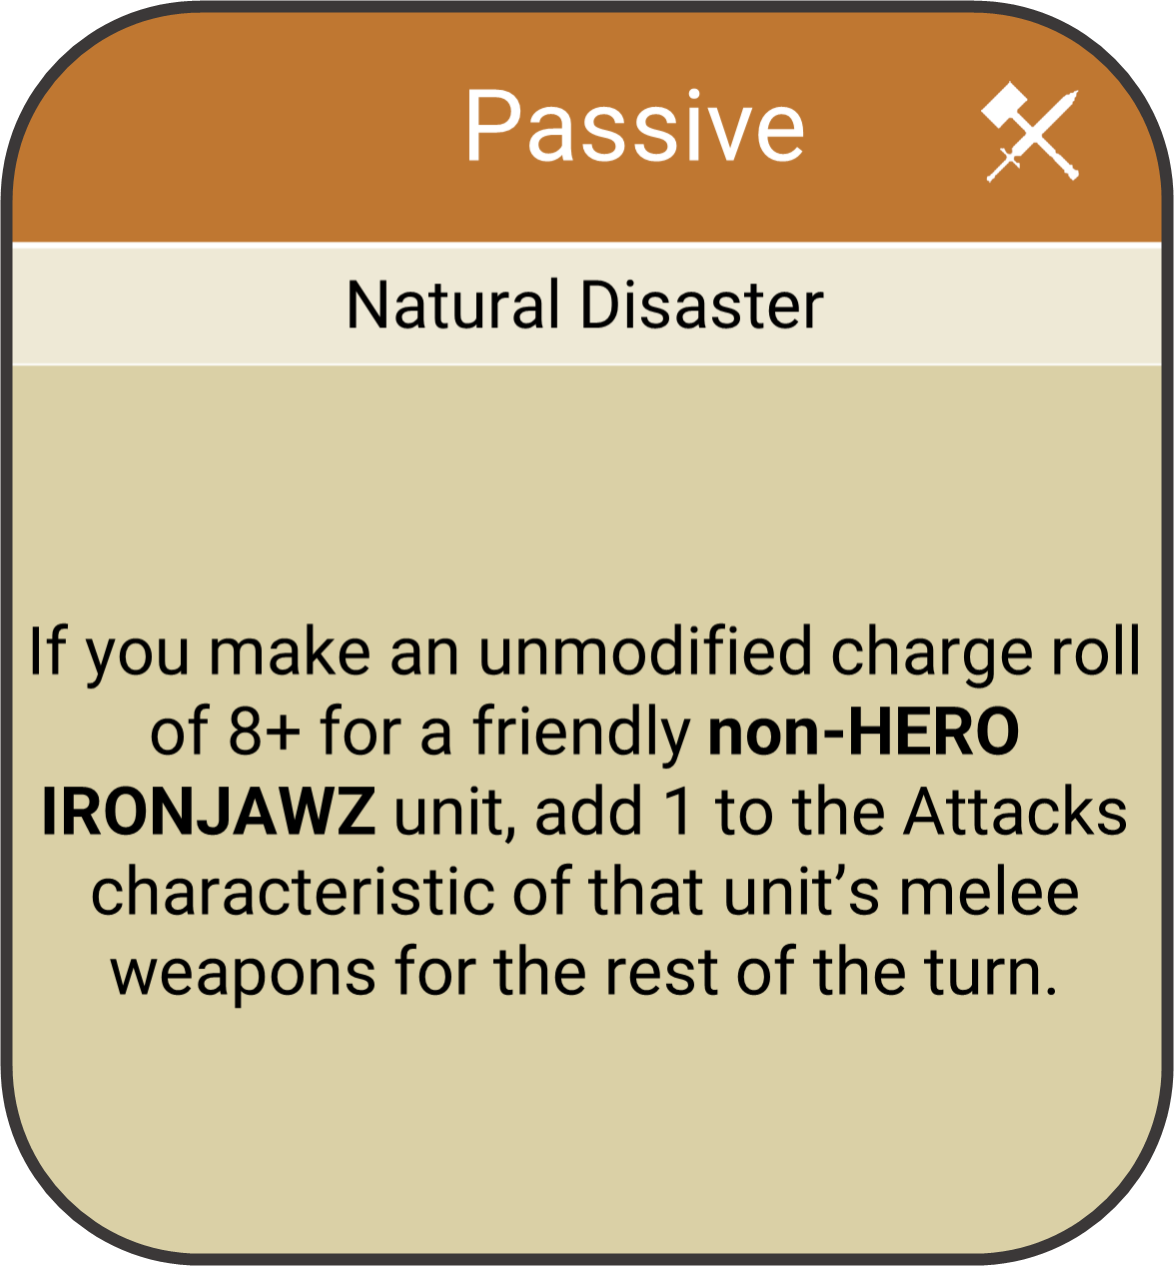 Passive
Natural Disaster
If you make an unmodified charge roll
of 8+ for a friendly non-HERO
IRONJAWZ unit, add 1 to the Attacks
characteristic of that unit’s melee
weapons for the rest of the turn.